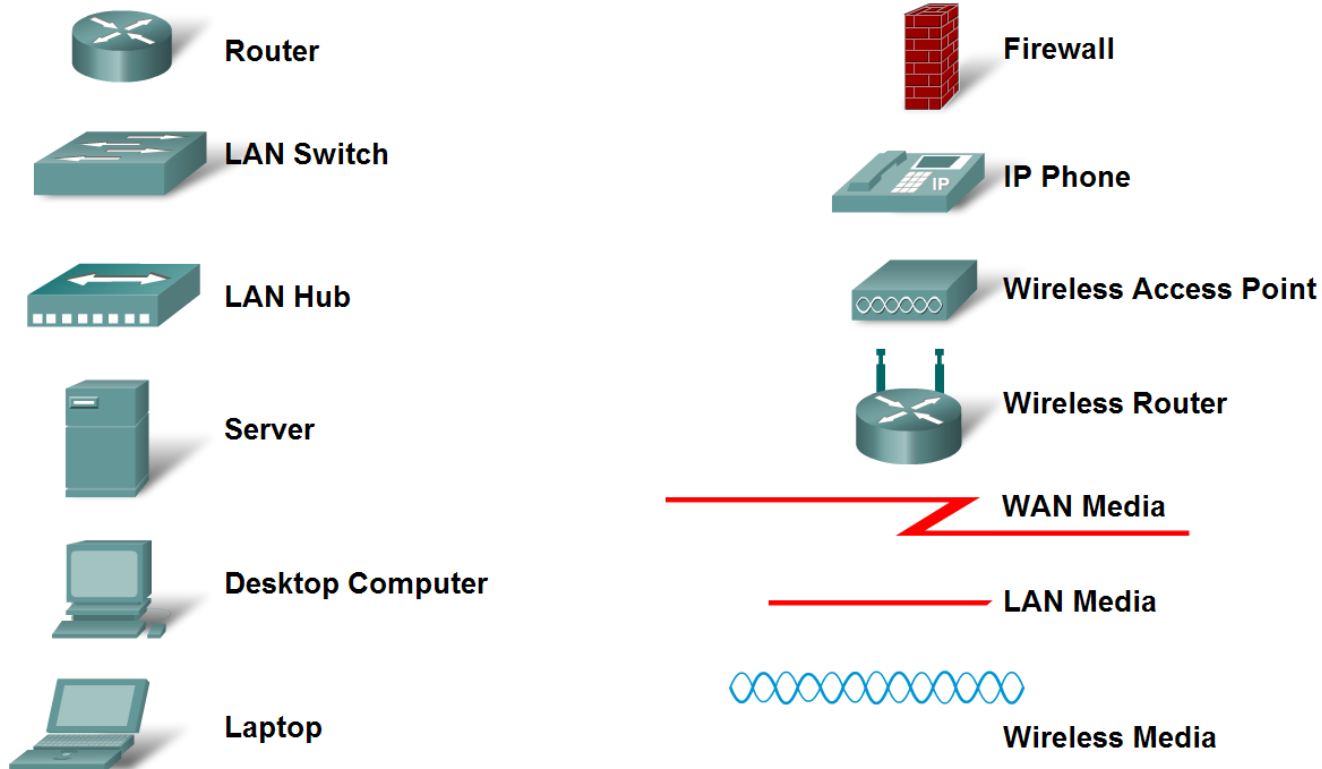 Router
LAN Switch
LAN Hub
Server
Desktop Computer
Laptop
Firewall
IP
IP Phone
Wireless Access Point
Wireless Router
WAN Media
LAN Media
Wireless Media